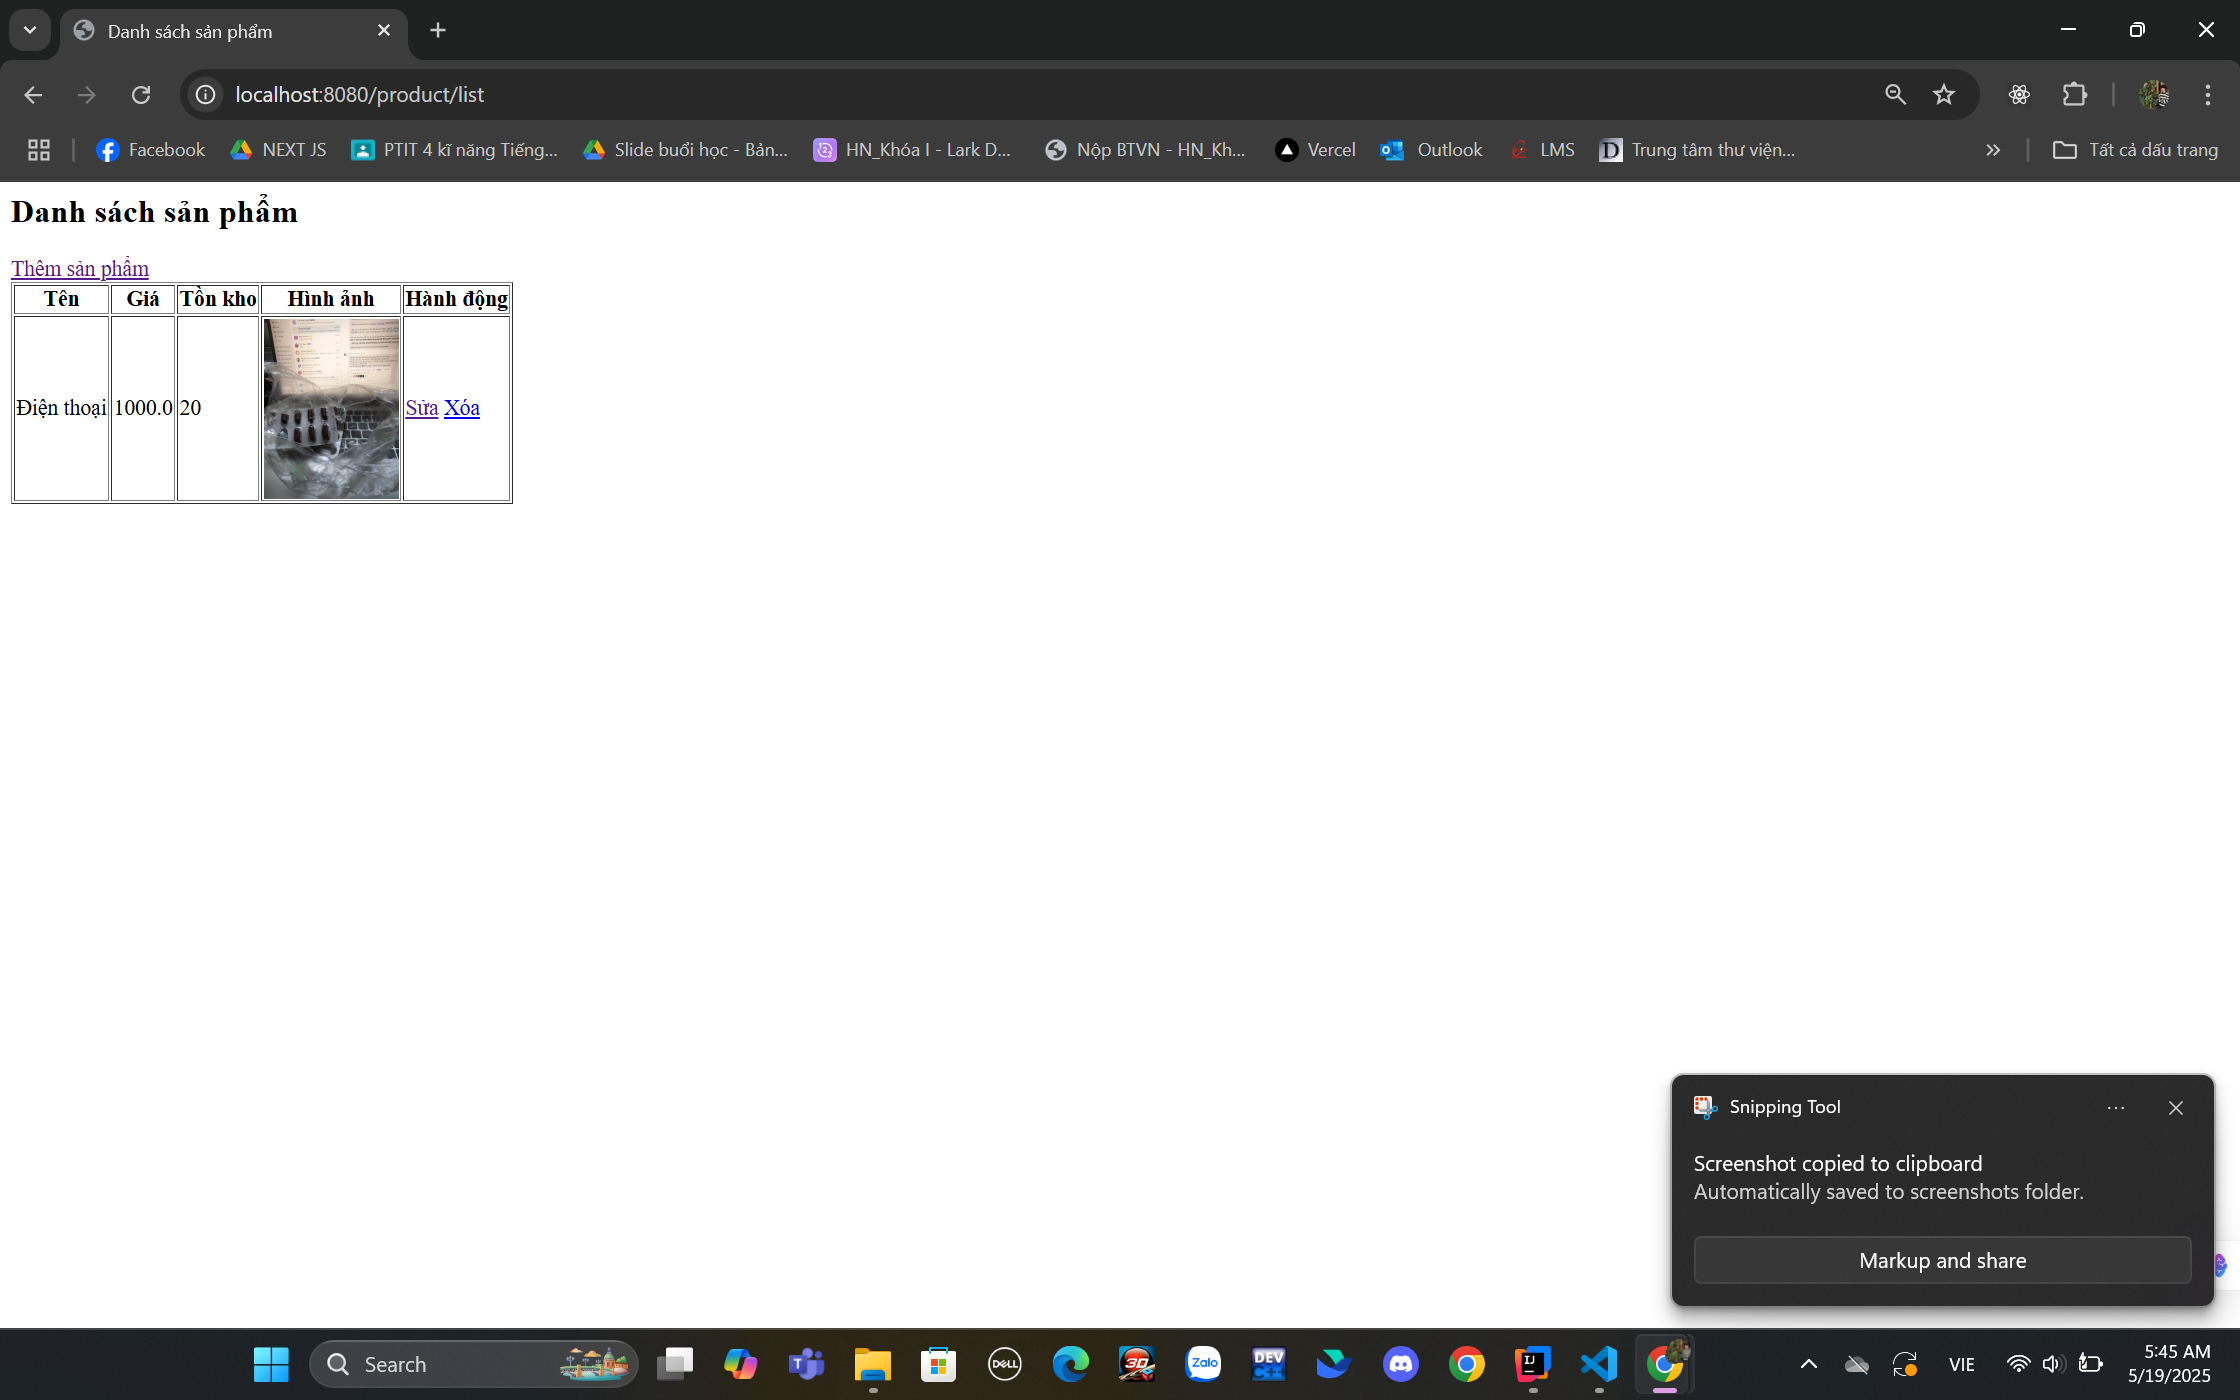 Danh sách sản phẩm
localhost:8080/product/list
Facebook
NEXT JS
PTIT 4 kĩ năng Tiếng...
Slide buổi học - Bản...
HN_Khóa I - Lark D...
Nộp BTVN - HN_Kh...
Vercel
Outlook
LMS
Trung tâm thư viện...
Tất cả dấu trang
Danh sách sản phẩm
Thêm sản phẩm
Tên Giá Tồn kho Hình ảnh Hành động
Điện thoại 1000.0 20 Sửa Xóa
Snipping Tool
Screenshot copied to clipboard
Automatically saved to screenshots folder.
Markup and share
Search
DELL
3D
Zalo
DEV
C++
VIE
5:45 AM
5/19/2025